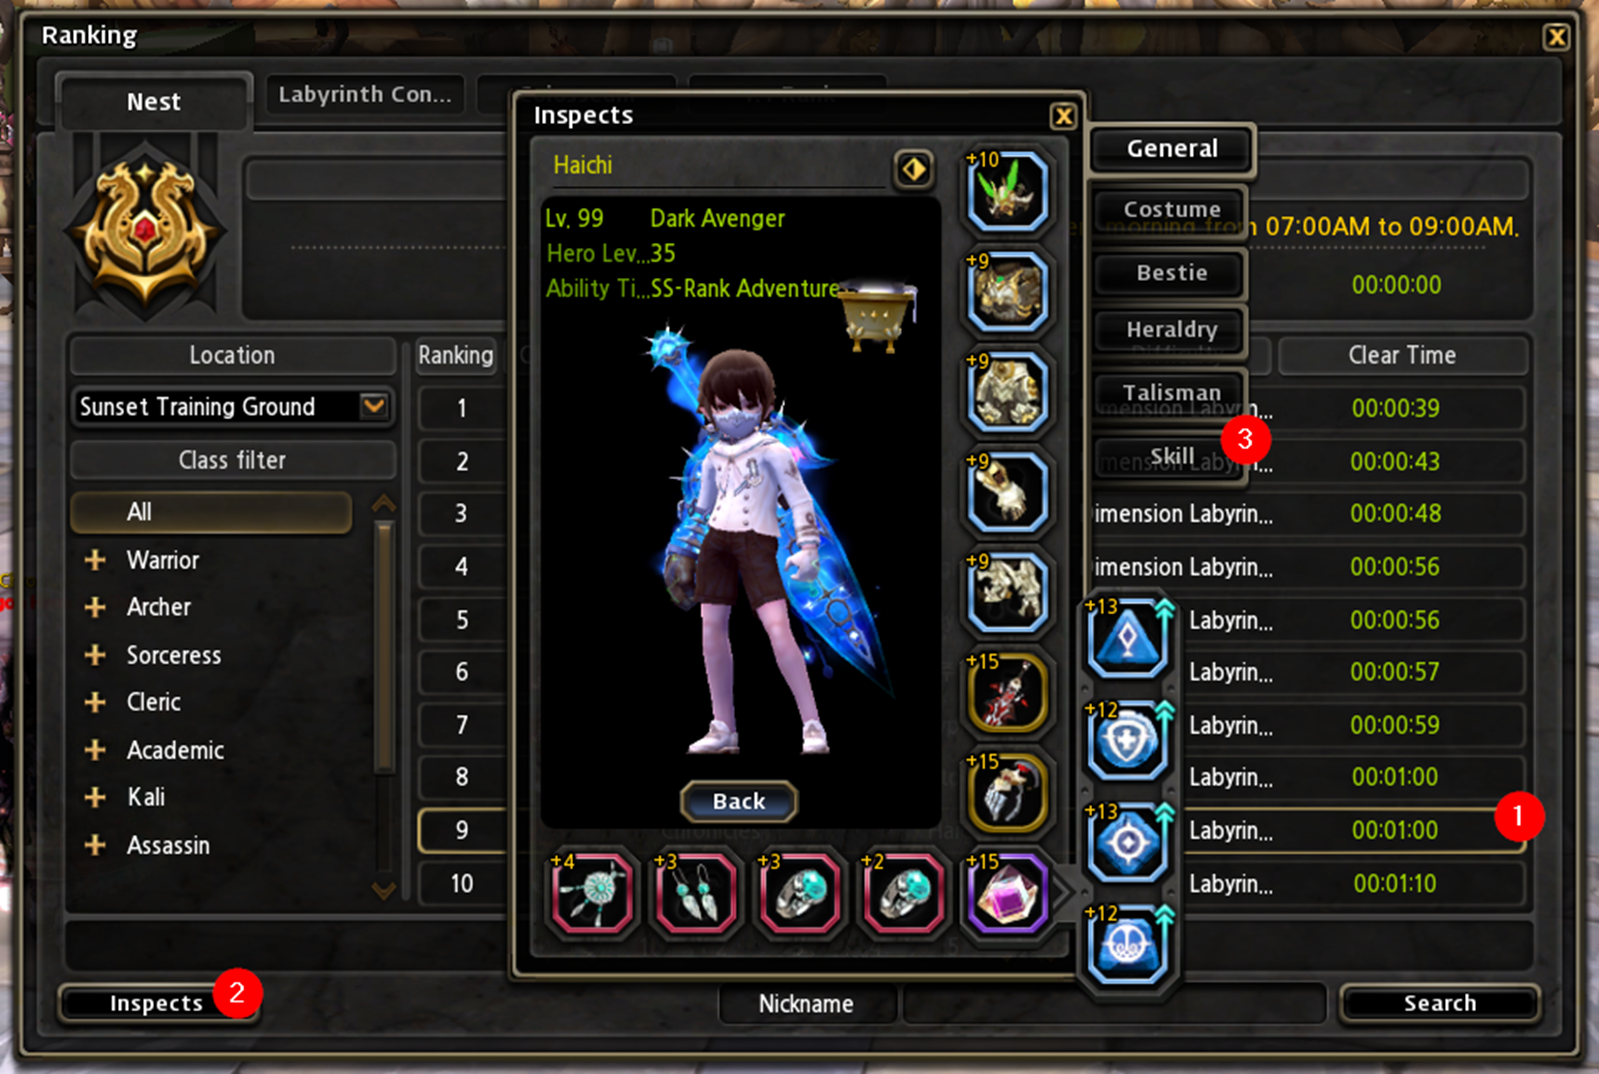 Ranking
Nest
Labyrinth Con...
Inspects
Haichi
Lv. 99 Dark Avenger
Hero Lev...35
Ability Ti...SS-Rank Adventure
Back
+10
+9
+9
+9
+9
+15
+15
+4
+3
+3
+2
+15
+13
+12
+13
+12
General
Costume
Bestie
Heraldry
Talisman
Skill
3
morning from 07:00AM to 09:00AM.
00:00:00
Location
Sunset Training Ground
Class filter
All
Warrior
Archer
Sorceress
Cleric
Academic
Kali
Assassin
Ranking
Clear Time
1 00:00:39
2 00:00:43
3 imension Labyrin... 00:00:48
4 imension Labyrin... 00:00:56
5 Labyrin... 00:00:56
6 Labyrin... 00:00:57
7 Labyrin... 00:00:59
8 Labyrin... 00:01:00
9 Labyrin... 00:01:00
1
10 Labyrin... 00:01:10
Inspects
2
Nickname
Search